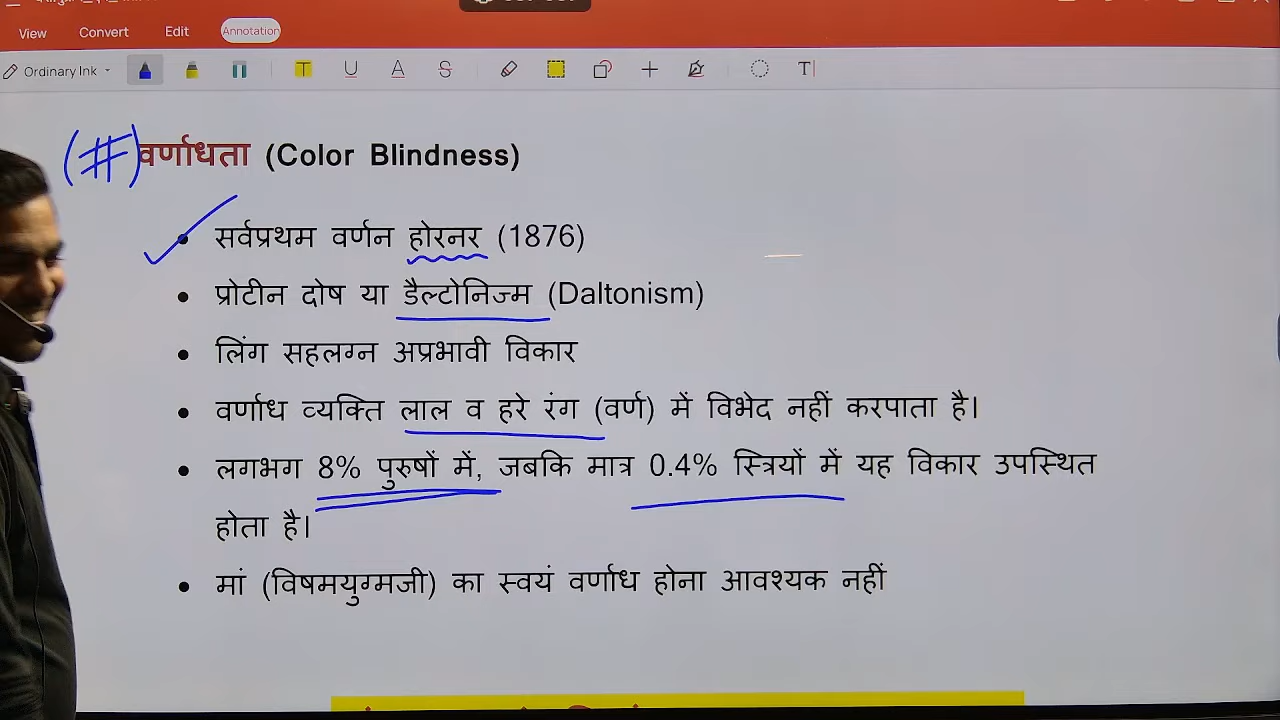 View Convert Edit Annotation
Ordinary Ink
(#) वर्णाधता (Color Blindness)
• सर्वप्रथम वर्णन होरनर (1876)
• प्रोटीन दोष या डैल्टोनिज्म (Daltonism)
• लिंग सहलग्न अप्रभावी विकार
• वर्णाध व्यक्ति लाल व हरे रंग (वर्ण) में विभेद नहीं करपाता है।
• लगभग 8% पुरुषों में, जबकि मात्र 0.4% स्त्रियों में यह विकार उपस्थित
होता है।
• मां (विषमयुग्मजी) का स्वयं वर्णाध होना आवश्यक नहीं